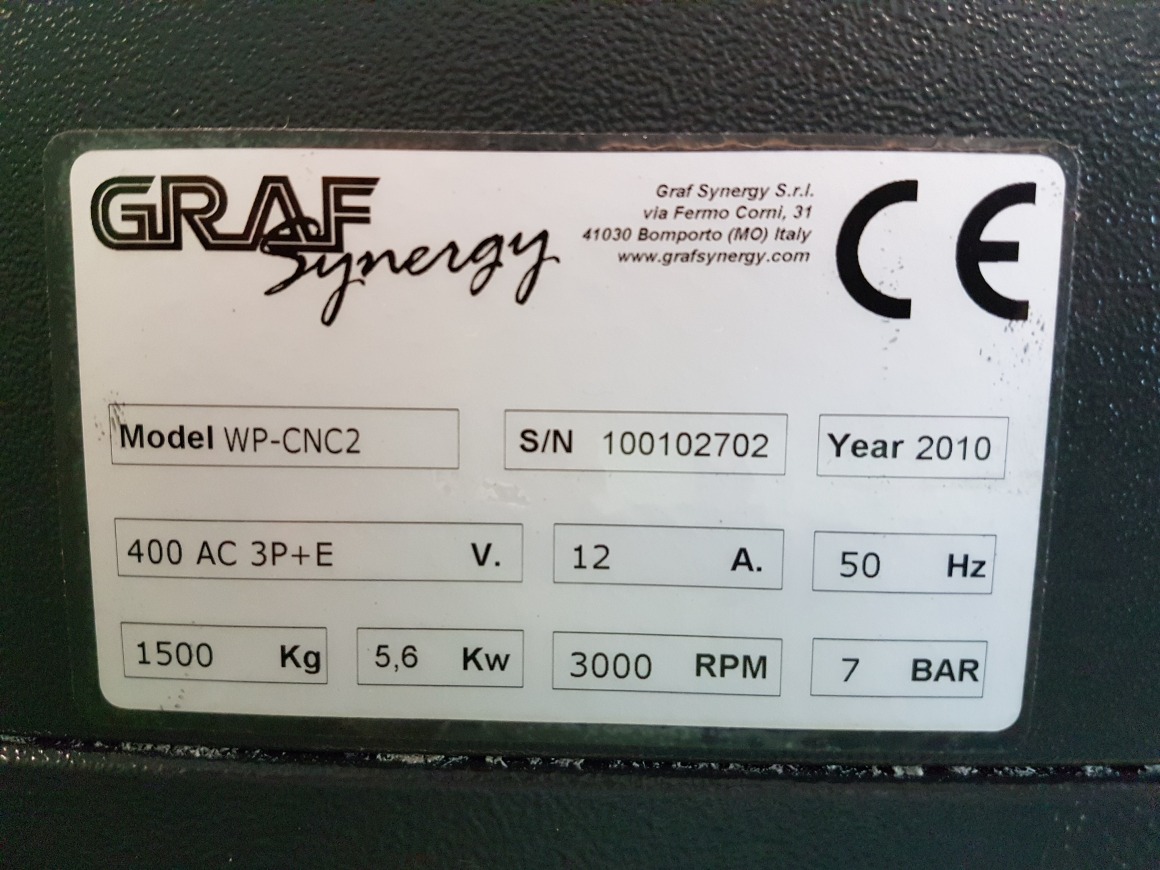 GRAF
Synergy
Graf Synergy S.r.l.
via Fermo Corni, 31
41030 Bomporto (MO) Italy
www.grafsynergy.com
CE
Model WP-CNC2
S/N 100102702
Year 2010
400 AC 3P+E V.
12 A.
50 Hz
1500 Kg
5,6 Kw
3000 RPM
7 BAR